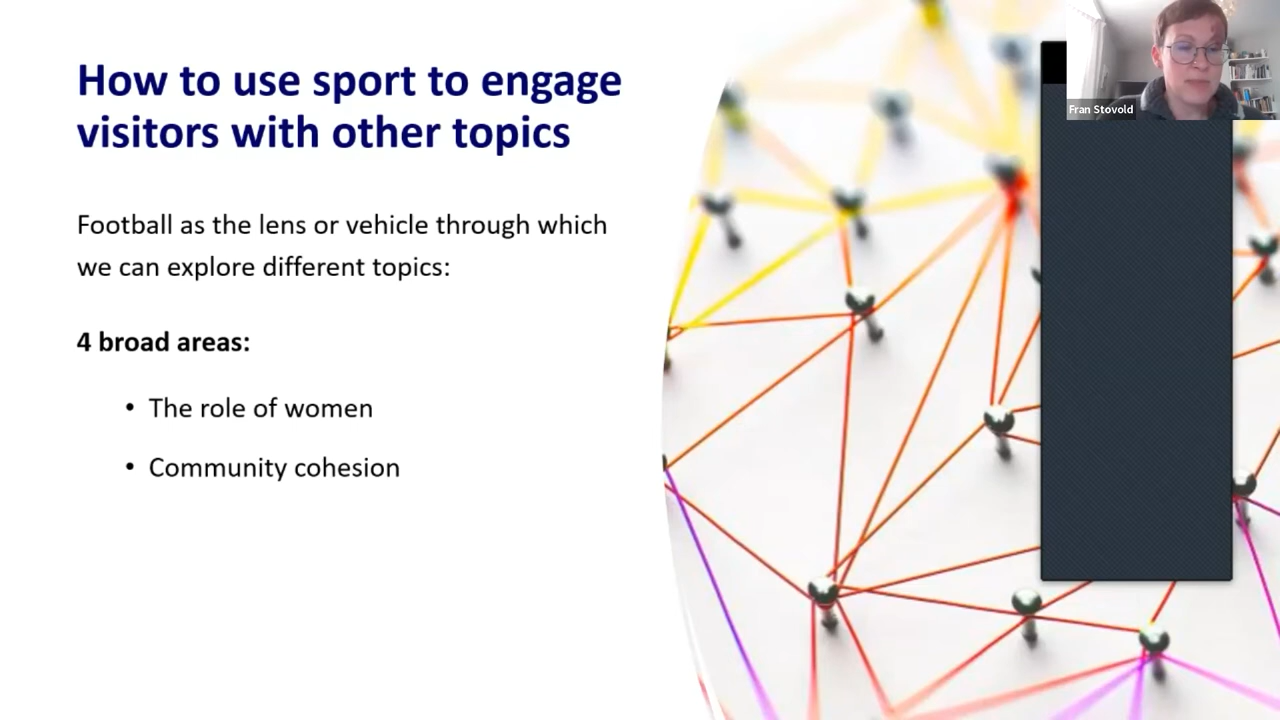 How to use sport to engage
visitors with other topics
Football as the lens or vehicle through which
we can explore different topics:
4 broad areas:
• The role of women
• Community cohesion
Fran Stovold